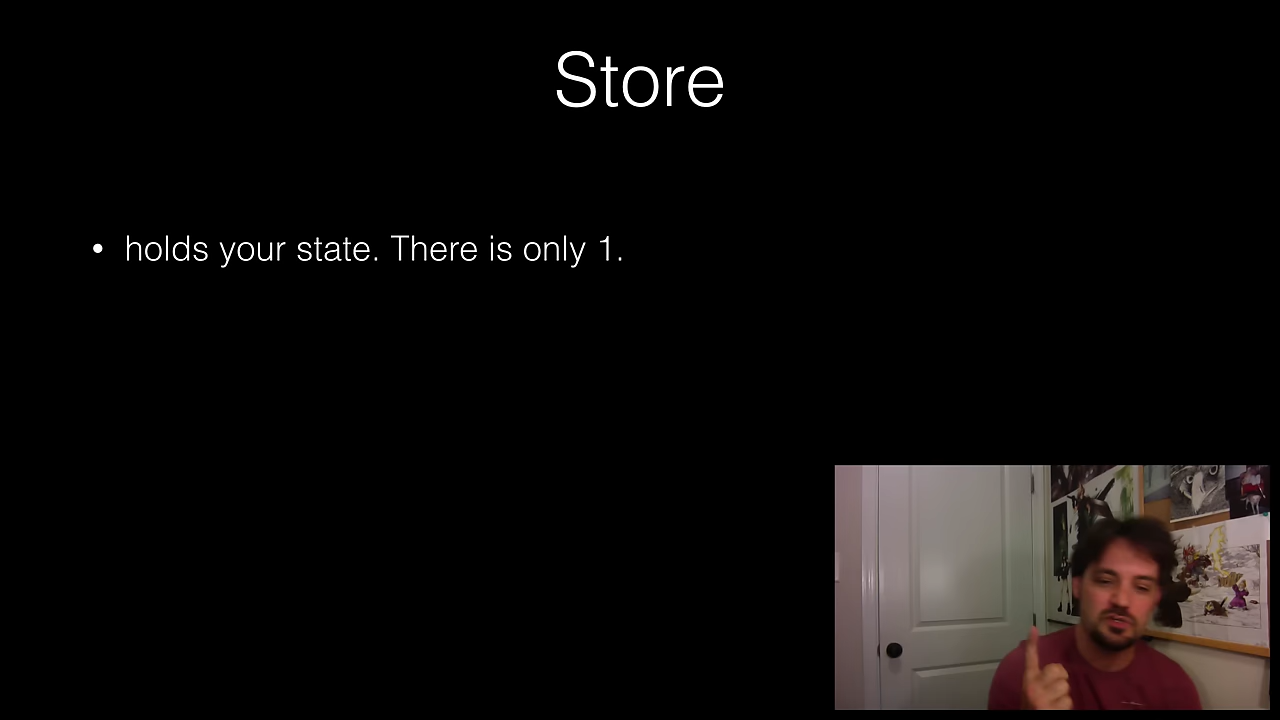 Store
• holds your state. There is only 1.